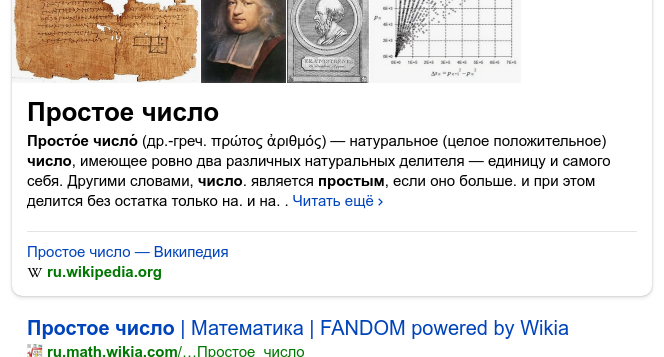 Простое число
Просто́е число́ (др.-греч. πρώτος ἀριθμός) — натуральное (целое положительное)
число, имеющее ровно два различных натуральных делителя — единицу и самого
себя. Другими словами, число. является простым, если оно больше. и при этом
делится без остатка только на. и на. . Читать ещё ›
Простое число — Википедия
W ru.wikipedia.org
Простое число | Математика | FANDOM powered by Wikia
ru.math.wikia.com/…Простое_число